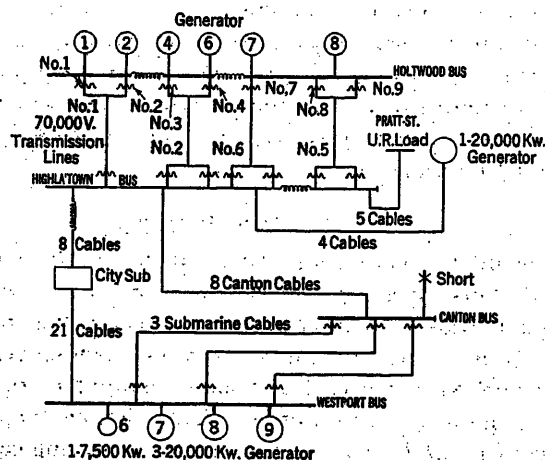 Generator
1 2 4 6 7 8
No.1
HOLTWOOD BUS
No.1 No.2 No.3 No.4 No.7 No.8 No.9
70,000 V.
Transmission
Lines
No.2 No.6 No.5
PRATT-ST.
U.R. Load
1-20,000 Kw.
Generator
HIGHLA'TOWN BUS
5 Cables
4 Cables
8 Cables
City Sub
8 Canton Cables
Short
21 Cables
3 Submarine Cables
CANTON BUS
WESTPORT BUS
6 7 8 9
1-7,500 Kw. 3-20,000 Kw. Generator